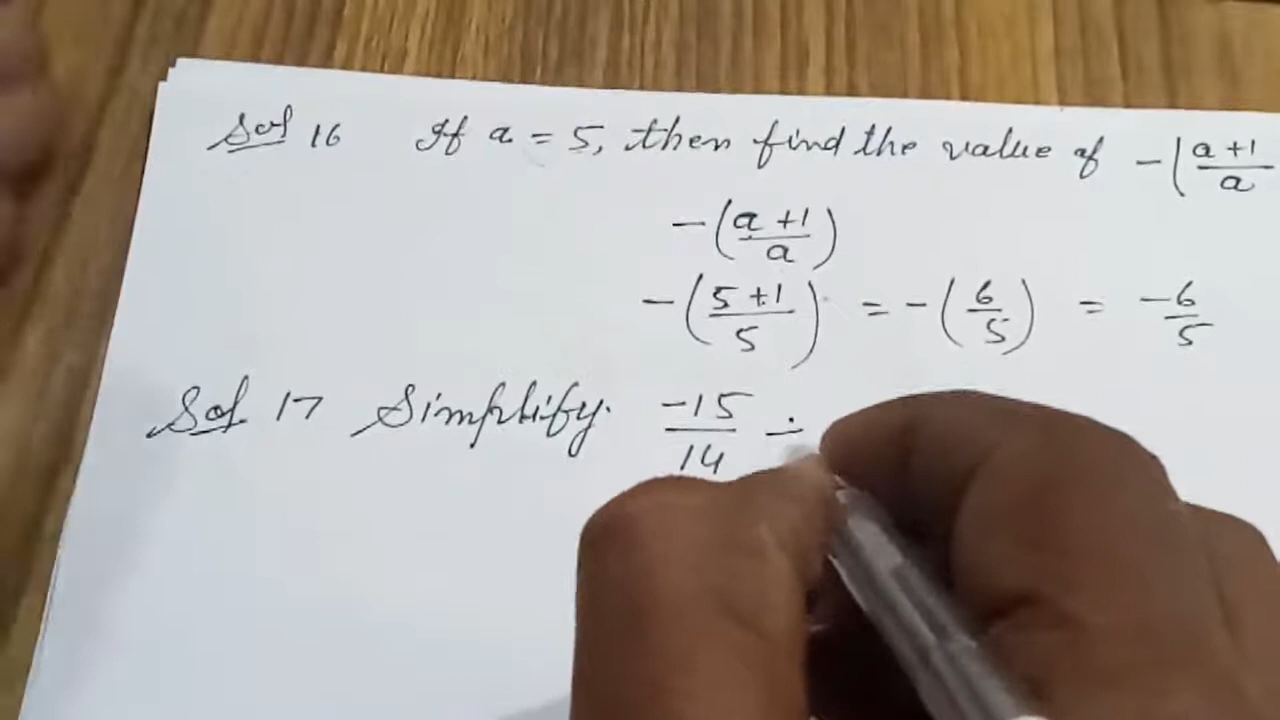 Sol 16 If a = 5, then find the value of -(a+1/a
-(a+1/a)
-(5+1/5) = -(6/5) = -6/5
Sol 17 Simplify. -15/14 ÷